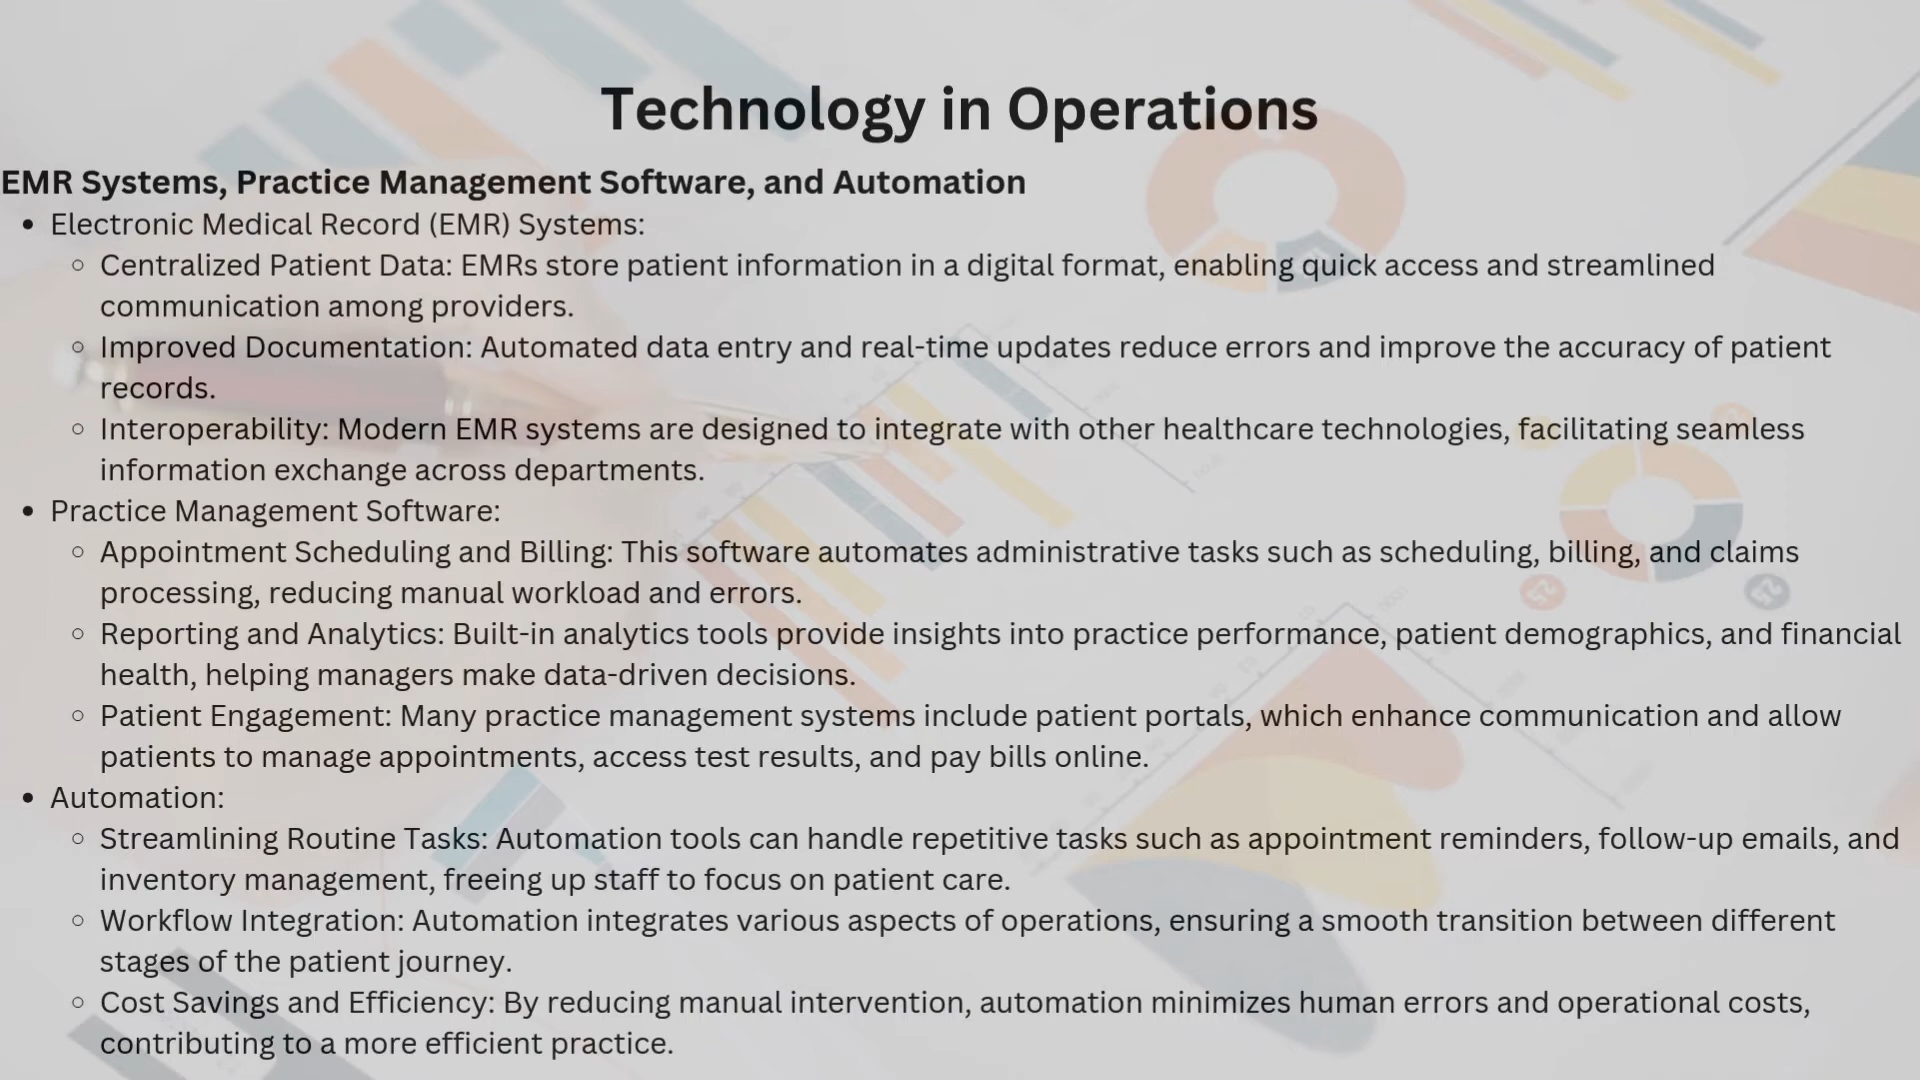 Technology in Operations
EMR Systems, Practice Management Software, and Automation
• Electronic Medical Record (EMR) Systems:
○ Centralized Patient Data: EMRs store patient information in a digital format, enabling quick access and streamlined
communication among providers.
○ Improved Documentation: Automated data entry and real-time updates reduce errors and improve the accuracy of patient
records.
○ Interoperability: Modern EMR systems are designed to integrate with other healthcare technologies, facilitating seamless
information exchange across departments.
• Practice Management Software:
○ Appointment Scheduling and Billing: This software automates administrative tasks such as scheduling, billing, and claims
processing, reducing manual workload and errors.
○ Reporting and Analytics: Built-in analytics tools provide insights into practice performance, patient demographics, and financial
health, helping managers make data-driven decisions.
○ Patient Engagement: Many practice management systems include patient portals, which enhance communication and allow
patients to manage appointments, access test results, and pay bills online.
• Automation:
○ Streamlining Routine Tasks: Automation tools can handle repetitive tasks such as appointment reminders, follow-up emails, and
inventory management, freeing up staff to focus on patient care.
○ Workflow Integration: Automation integrates various aspects of operations, ensuring a smooth transition between different
stages of the patient journey.
○ Cost Savings and Efficiency: By reducing manual intervention, automation minimizes human errors and operational costs,
contributing to a more efficient practice.